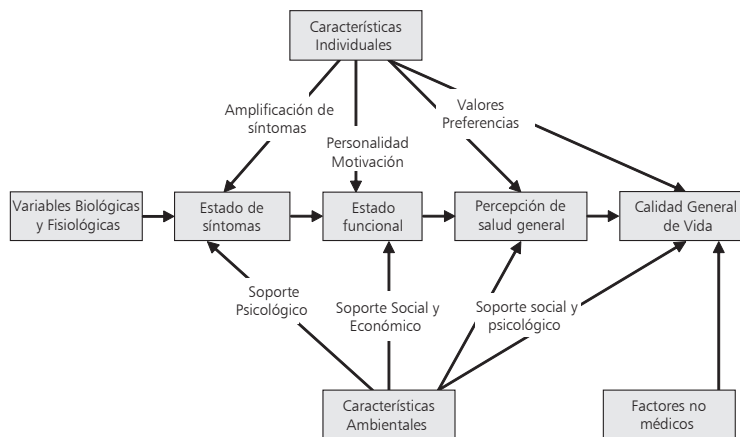 Características
Individuales
Amplificación de
síntomas
Valores
Preferencias
Personalidad
Motivación
Variables Biológicas
y Fisiológicas
Estado de
síntomas
Estado
funcional
Percepción de
salud general
Calidad General
de Vida
Soporte
Psicológico
Soporte Social y
Económico
Soporte social y
psicológico
Características
Ambientales
Factores no
médicos